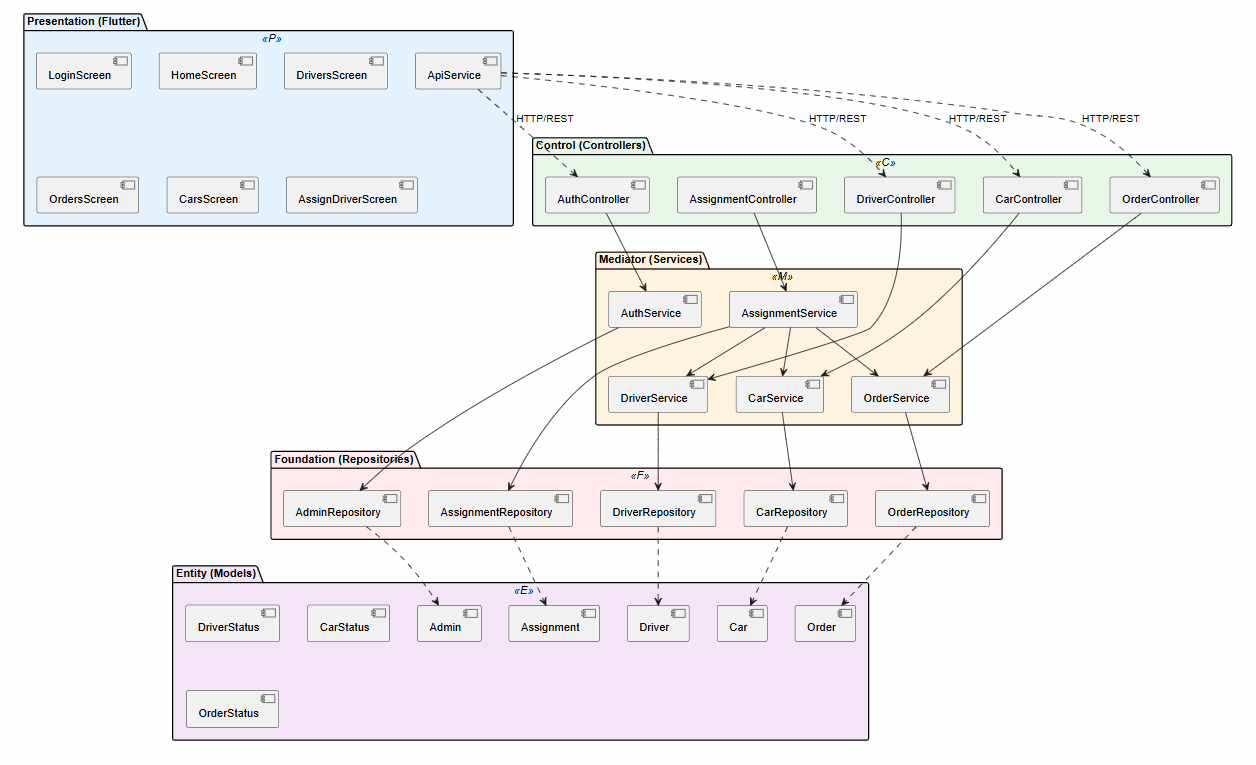 Presentation (Flutter)
«P»
LoginScreen
HomeScreen
DriversScreen
ApiService
HTTP/REST
HTTP/REST
HTTP/REST
HTTP/REST
OrdersScreen
CarsScreen
AssignDriverScreen
Control (Controllers)
«C»
AuthController
AssignmentController
DriverController
CarController
OrderController
Mediator (Services)
«M»
AuthService
AssignmentService
DriverService
CarService
OrderService
Foundation (Repositories)
«F»
AdminRepository
AssignmentRepository
DriverRepository
CarRepository
OrderRepository
Entity (Models)
«E»
DriverStatus
CarStatus
Admin
Assignment
Driver
Car
Order
OrderStatus